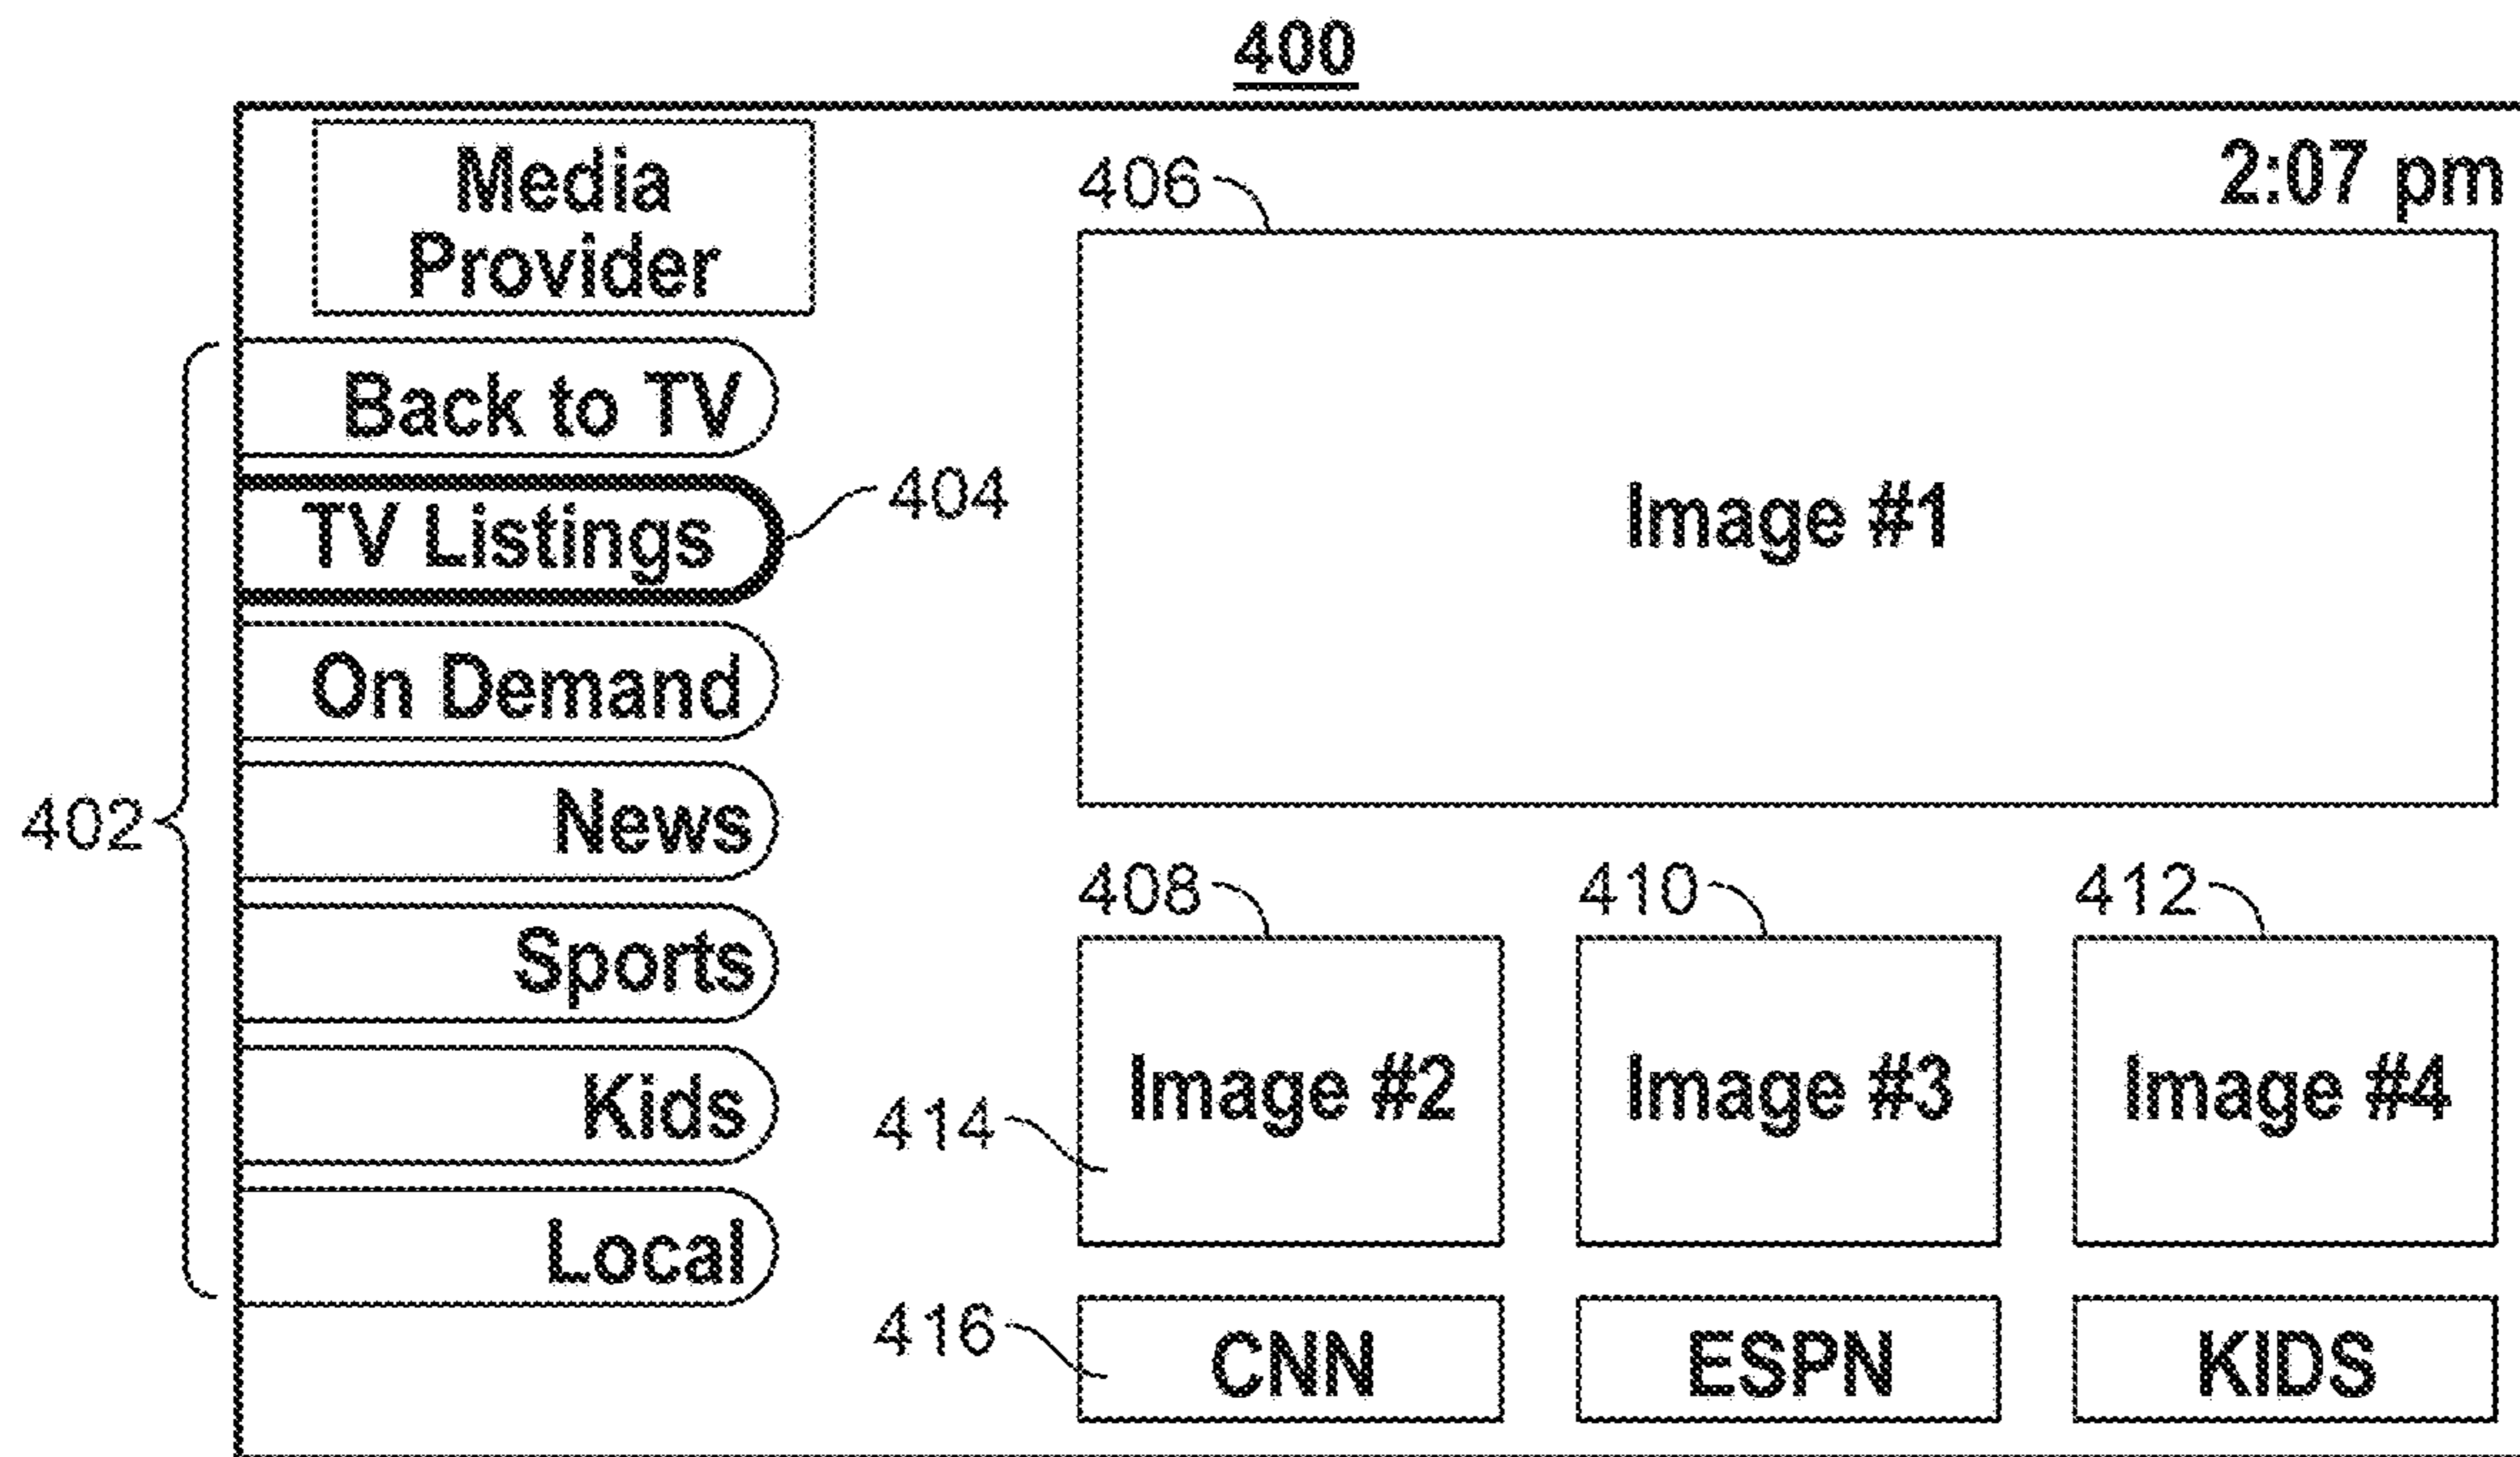 400
Media
Provider
2:07 pm
406
Back to TV
TV Listings
404
Image #1
On Demand
News
402
408
410
412
Sports
Image #2
Image #3
Image #4
Kids
414
Local
416
CNN
ESPN
KIDS